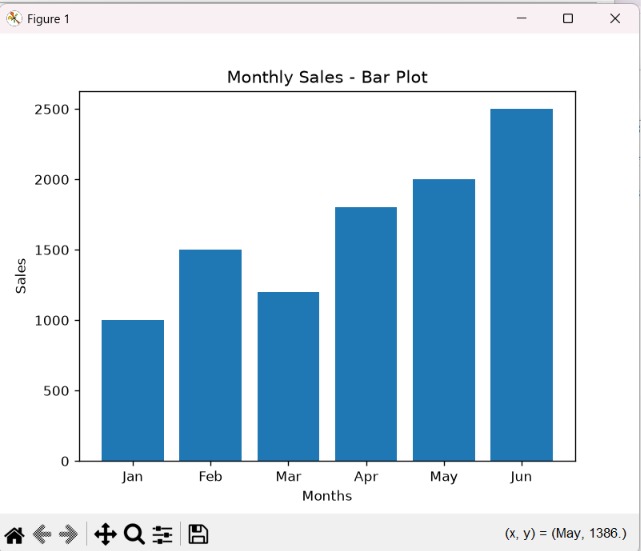 Figure 1
Monthly Sales - Bar Plot
2500
2000
1500
1000
500
0
Sales
Jan Feb Mar Apr May Jun
Months
(x, y) = (May, 1386.)